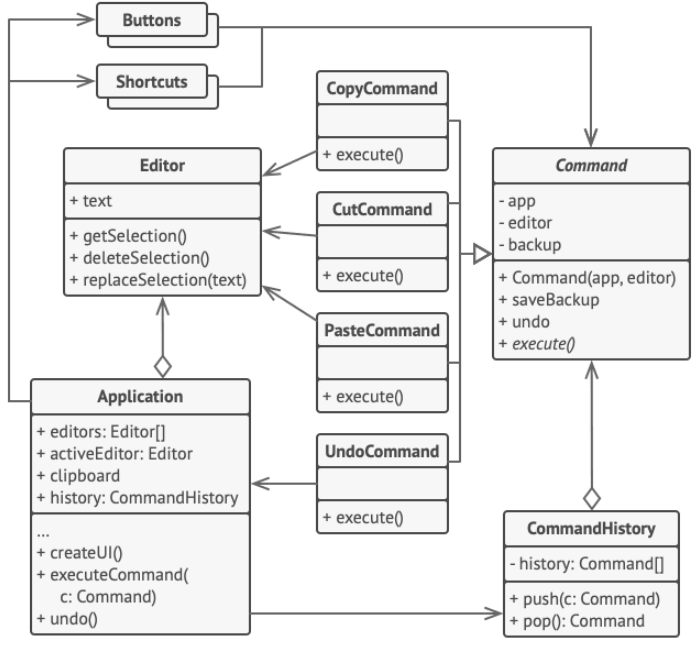 Buttons
Shortcuts
CopyCommand
+ execute()
Editor
+ text
+ getSelection()
+ deleteSelection()
+ replaceSelection(text)
CutCommand
+ execute()
Command
- app
- editor
- backup
+ Command(app, editor)
+ saveBackup
+ undo
+ execute()
PasteCommand
+ execute()
Application
+ editors: Editor[]
+ activeEditor: Editor
+ clipboard
+ history: CommandHistory
...
+ createUI()
+ executeCommand(
c: Command)
+ undo()
UndoCommand
+ execute()
CommandHistory
- history: Command[]
+ push(c: Command)
+ pop(): Command